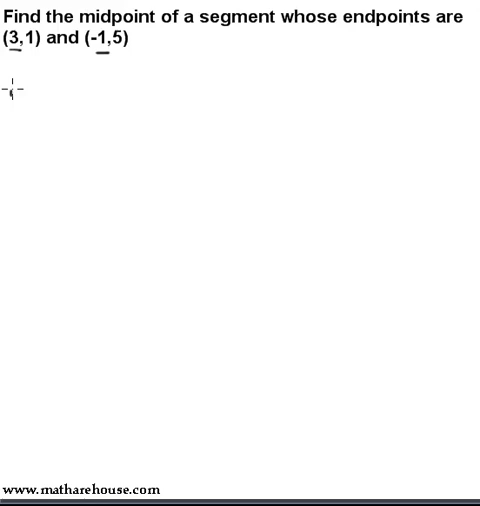 Find the midpoint of a segment whose endpoints are
(3,1) and (-1,5)
www.matharehouse.com